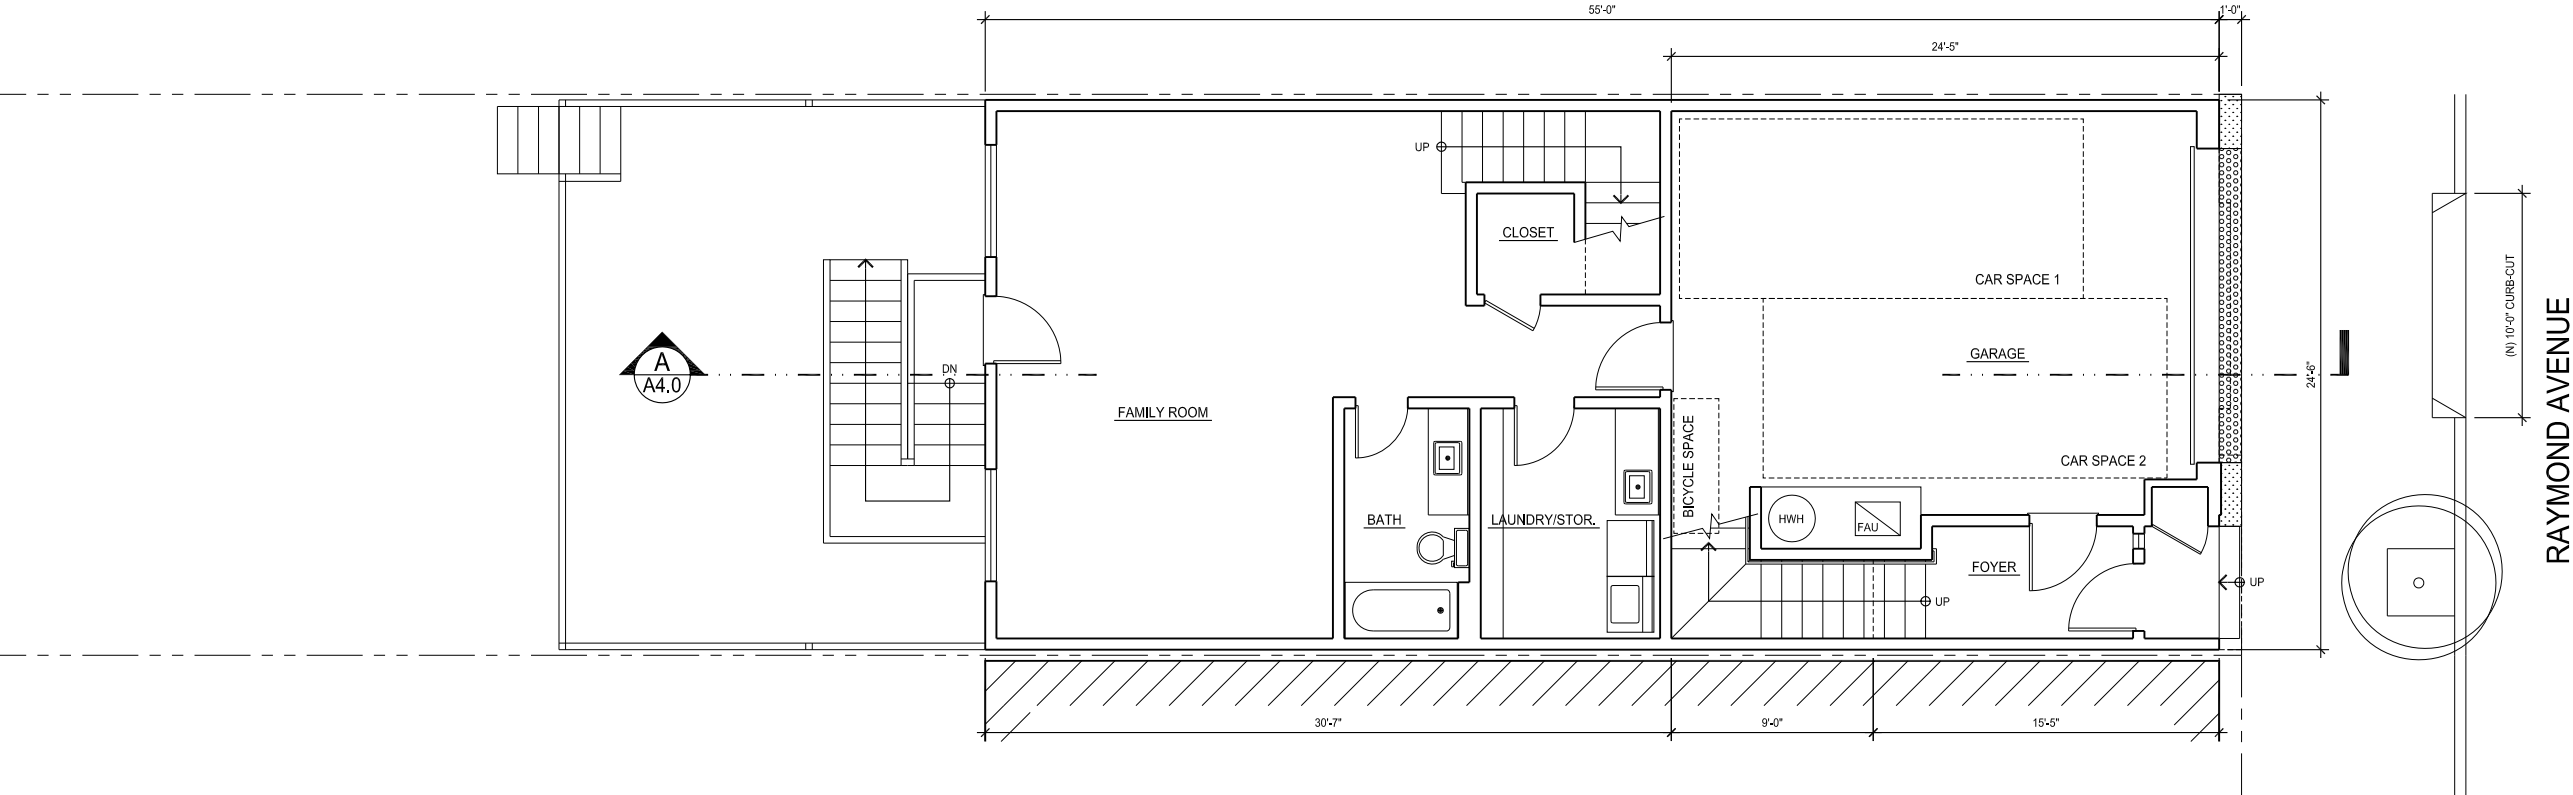 55'-0"
1'-0"
24'-5"
UP
CLOSET
CAR SPACE 1
(N) 10'-0" CURB-CUT
RAYMOND AVENUE
A
A4.0
DN
GARAGE
24'-6"
FAMILY ROOM
BICYCLE SPACE
CAR SPACE 2
BATH
LAUNDRY/STOR.
HWH
FAU
FOYER
UP
UP
30'-7"
9'-0"
15'-5"